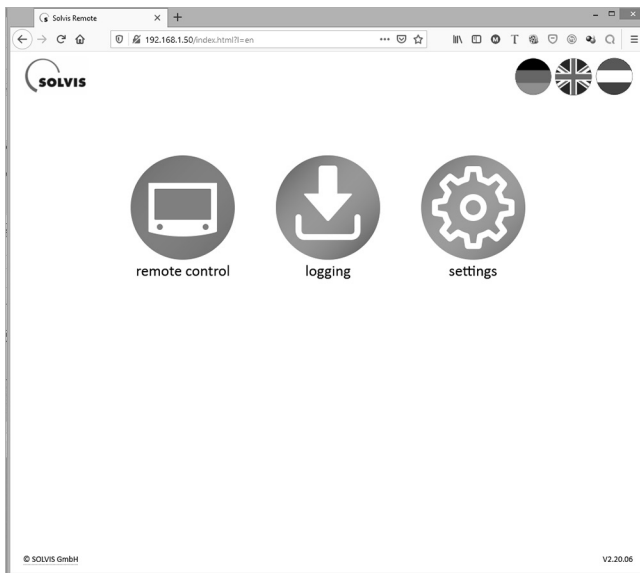 Solvis Remote
192.168.1.50/index.html?l=en
SOLVIS
remote control
logging
settings
© SOLVIS GmbH
V2.20.06